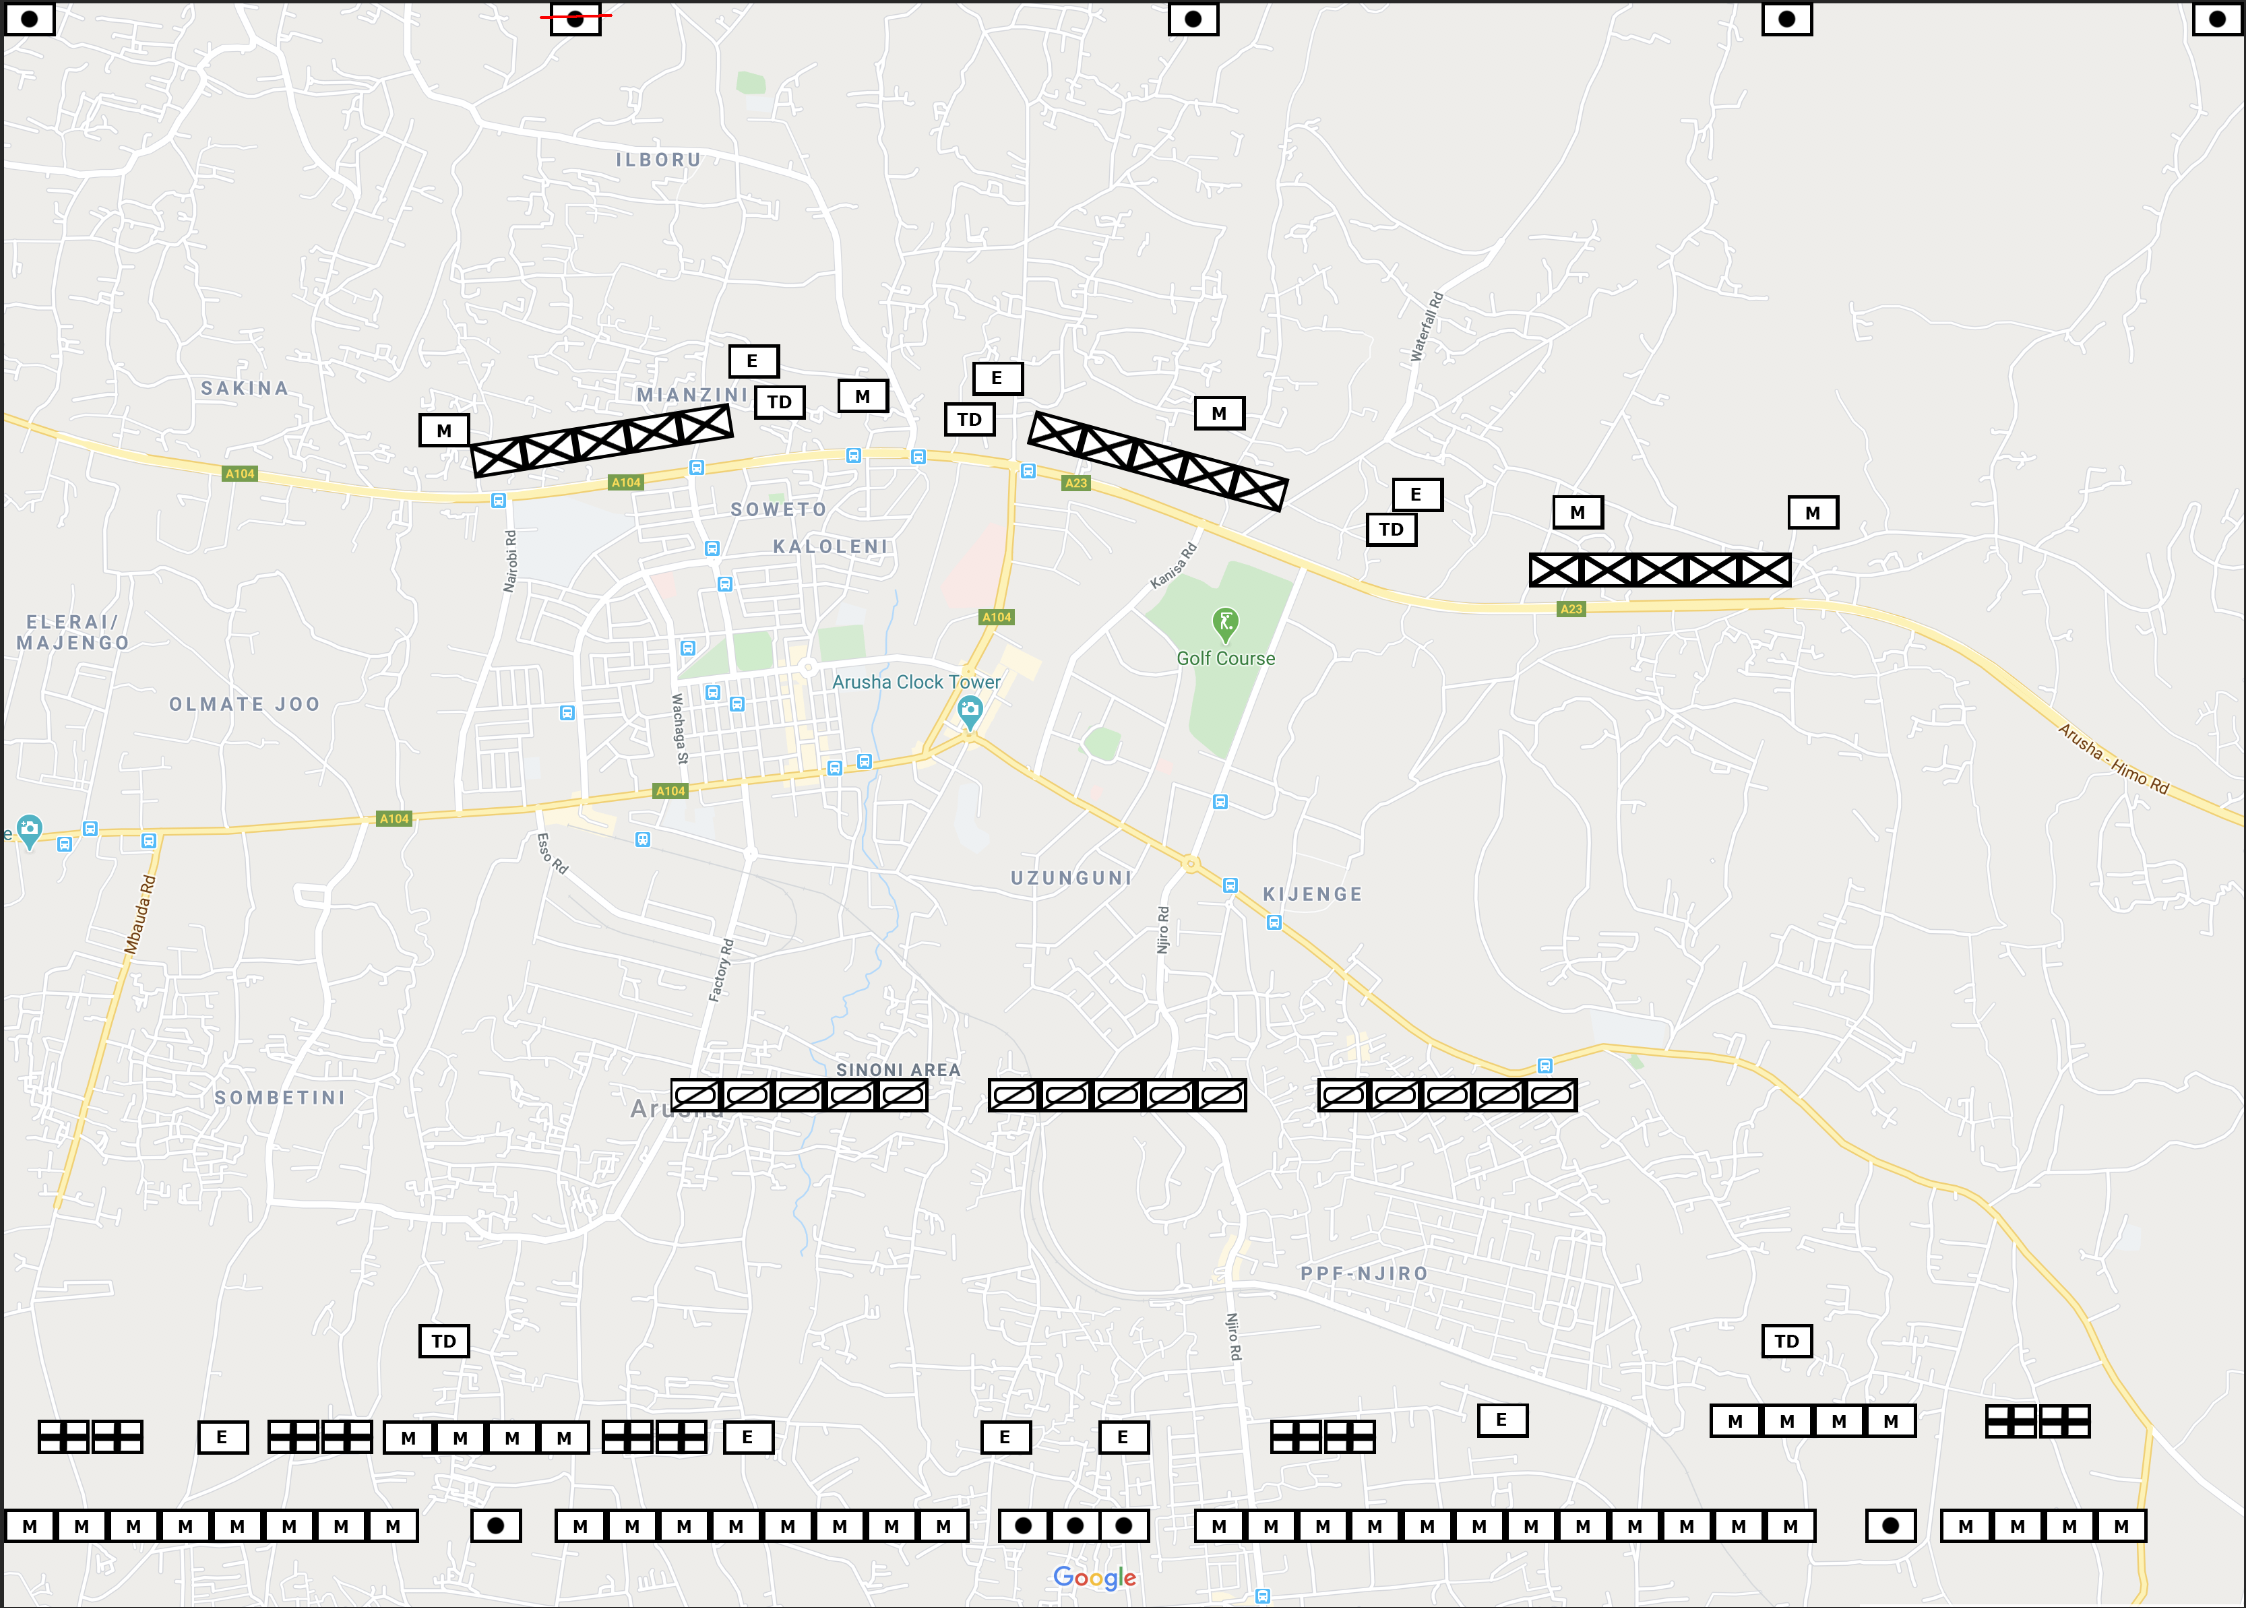 ILBORU
E
MIANZINI
TD
M
E
TD
M
SAKINA
M
A104
A104
A23
E
TD
M
M
SOWETO
KALOLENI
Nairobi Rd
Kanisa Rd
Waterfall Rd
A23
A104
ELERAI/
MAJENGO
Golf Course
Arusha Clock Tower
OLMATE JOO
Wachaga St
Arusha - Himo Rd
A104
A104
e
Esso Rd
Mbauda Rd
UZUNGUNI
KIJENGE
Njiro Rd
Factory Rd
SINONI AREA
SOMBETINI
Arusha
PPF-NJIRO
Njiro Rd
TD
TD
E
M M M M
E
E
E
E
M M M M
M M M M M M M M
M M M M M M M M
M M M M M M M M M M M M
M M M M
Google